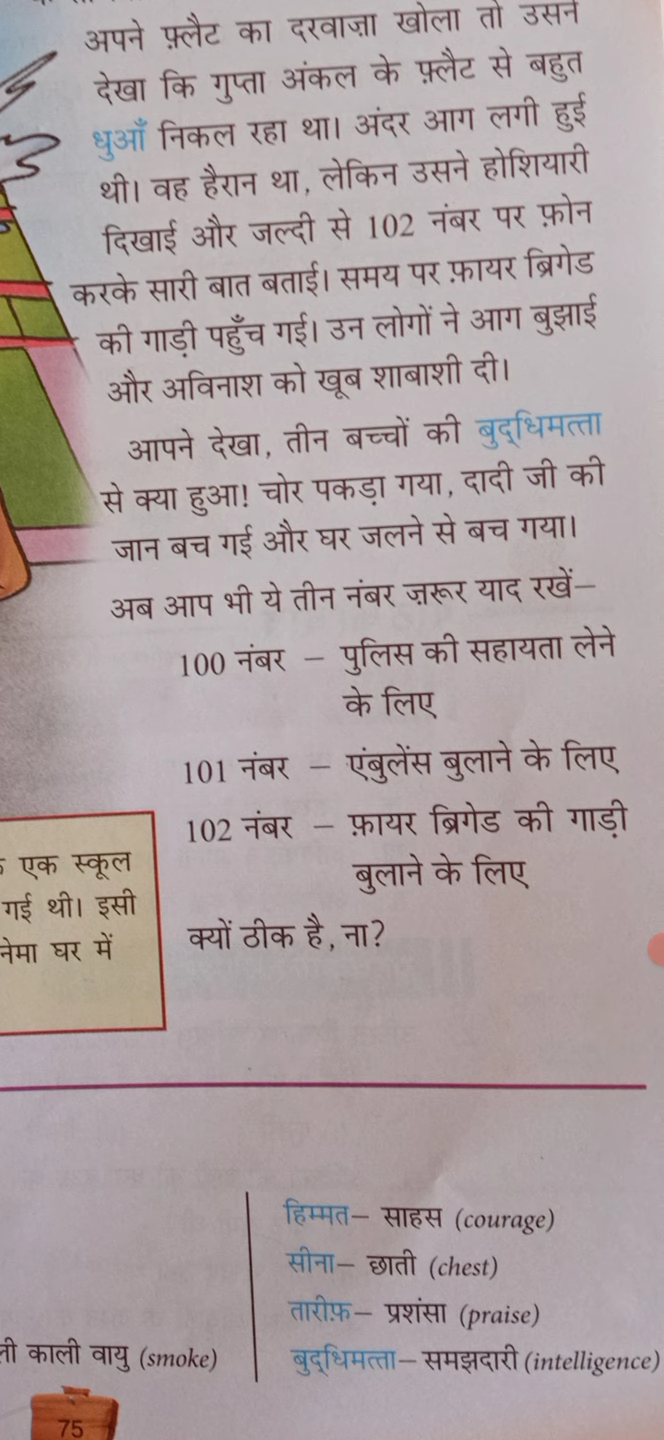 अपने फ़्लैट का दरवाज़ा खोला तो उसने
देखा कि गुप्ता अंकल के फ़्लैट से बहुत
धुआँ निकल रहा था। अंदर आग लगी हुई
थी। वह हैरान था, लेकिन उसने होशियारी
दिखाई और जल्दी से 102 नंबर पर फ़ोन
करके सारी बात बताई। समय पर फ़ायर ब्रिगेड
की गाड़ी पहुँच गई। उन लोगों ने आग बुझाई
और अविनाश को खूब शाबाशी दी।
आपने देखा, तीन बच्चों की बुद्धिमत्ता
से क्या हुआ! चोर पकड़ा गया, दादी जी की
जान बच गई और घर जलने से बच गया।
अब आप भी ये तीन नंबर ज़रूर याद रखें–
100 नंबर – पुलिस की सहायता लेने
के लिए
101 नंबर – एंबुलेंस बुलाने के लिए
102 नंबर – फ़ायर ब्रिगेड की गाड़ी
बुलाने के लिए
क्यों ठीक है, ना?
एक स्कूल
गई थी। इसी
नेमा घर में
हिम्मत– साहस (courage)
सीना– छाती (chest)
तारीफ़– प्रशंसा (praise)
बुद्धिमत्ता– समझदारी (intelligence)
ती काली वायु (smoke)
75